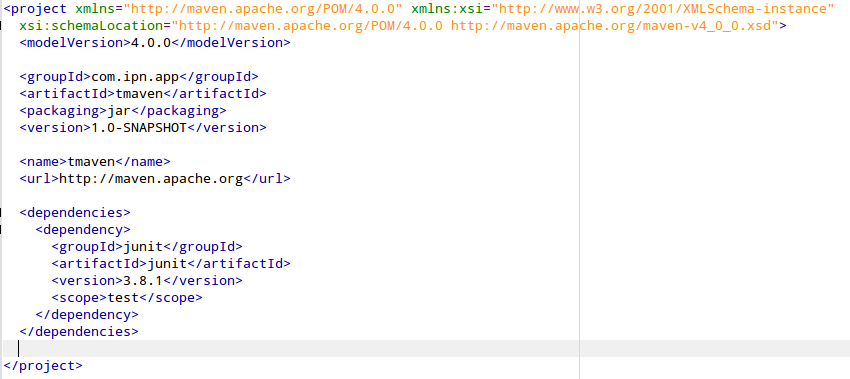 <project xmlns="http://maven.apache.org/POM/4.0.0" xmlns:xsi="http://www.w3.org/2001/XMLSchema-instance"
xsi:schemaLocation="http://maven.apache.org/POM/4.0.0 http://maven.apache.org/maven-v4_0_0.xsd">
<modelVersion>4.0.0</modelVersion>
<groupId>com.ipn.app</groupId>
<artifactId>tmaven</artifactId>
<packaging>jar</packaging>
<version>1.0-SNAPSHOT</version>
<name>tmaven</name>
<url>http://maven.apache.org</url>
<dependencies>
<dependency>
<groupId>junit</groupId>
<artifactId>junit</artifactId>
<version>3.8.1</version>
<scope>test</scope>
</dependency>
</dependencies>
</project>